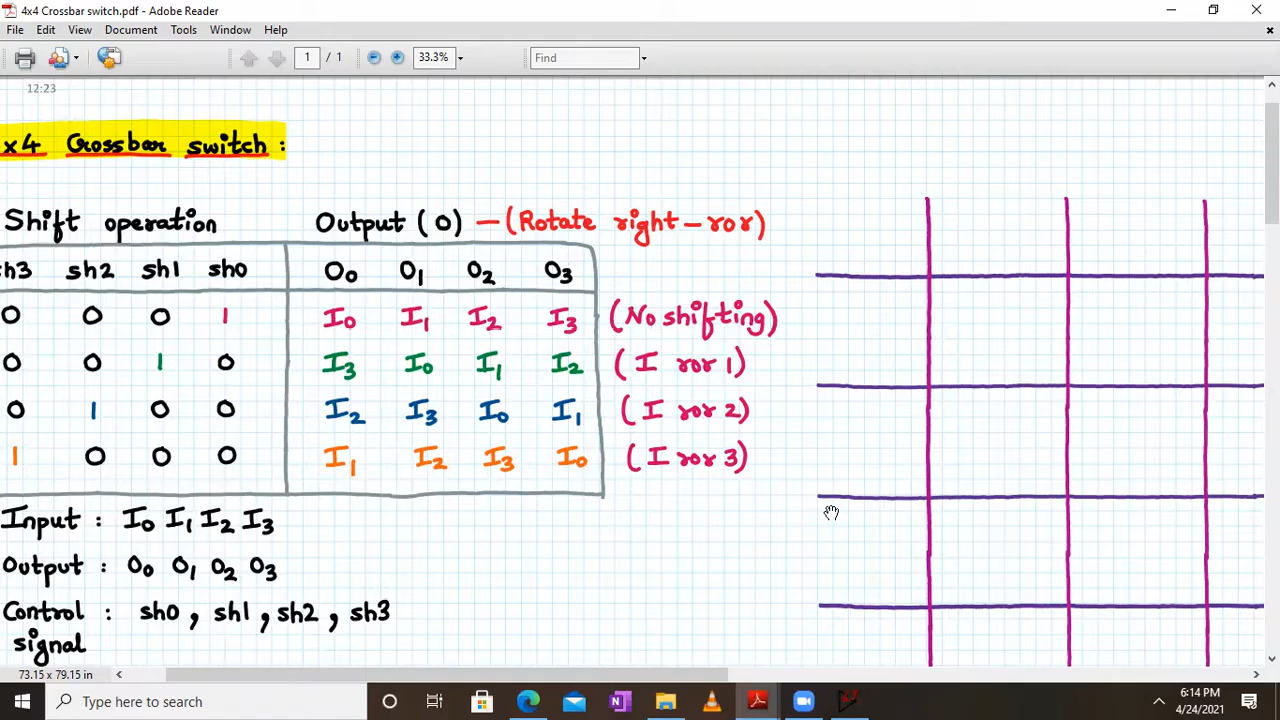 4x4 Crossbar switch.pdf - Adobe Reader
File Edit View Document Tools Window Help
1 / 1 33.3% Find
12:23
x4 Crossbar switch :
Shift operation Output (O) - (Rotate right - ror)
sh3 sh2 sh1 sh0 O0 O1 O2 O3
0 0 0 1 I0 I1 I2 I3 (No shifting)
0 0 1 0 I3 I0 I1 I2 (I ror 1)
0 1 0 0 I2 I3 I0 I1 (I ror 2)
1 0 0 0 I1 I2 I3 I0 (I ror 3)
Input : I0 I1 I2 I3
Output : O0 O1 O2 O3
Control : sh0 , sh1 , sh2 , sh3
signal
73.15 x 79.15 in
Type here to search
6:14 PM
4/24/2021